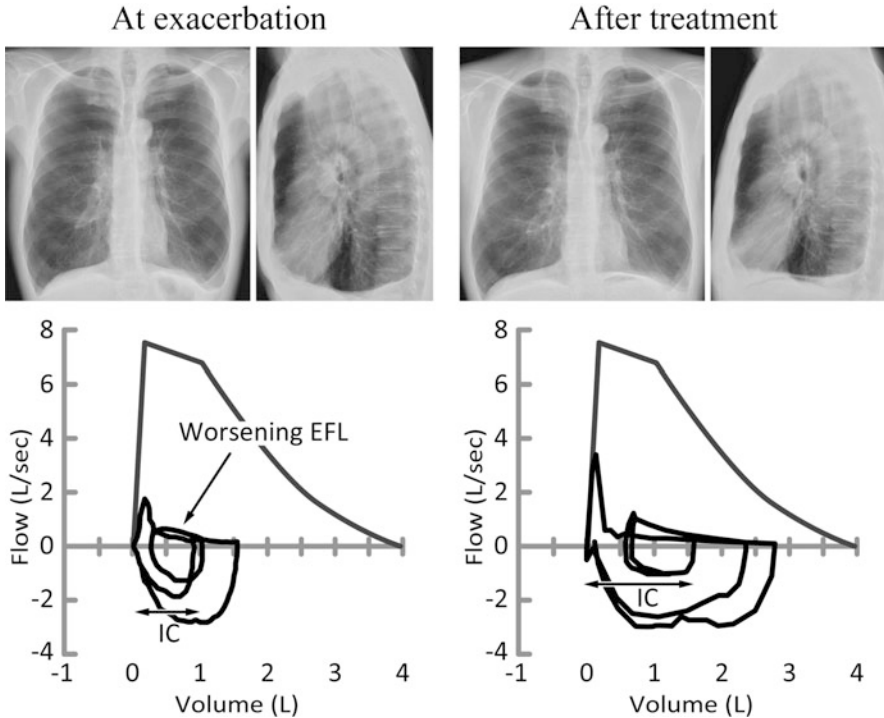 At exacerbation
After treatment
8
6
4
2
0
-2
-4
Flow (L/sec)
Worsening EFL
IC
-1
0
1
2
3
4
Volume (L)
8
6
4
2
0
-2
-4
Flow (L/sec)
IC
-1
0
1
2
3
4
Volume (L)